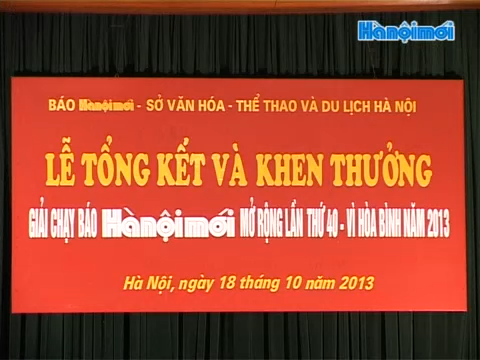 Hànộimới
BÁO Hànộimới - SỞ VĂN HÓA - THỂ THAO VÀ DU LỊCH HÀ NỘI
LỄ TỔNG KẾT VÀ KHEN THƯỞNG
GIẢI CHẠY BÁO Hànộimới MỞ RỘNG LẦN THỨ 40 - VÌ HÒA BÌNH NĂM 2013
Hà Nội, ngày 18 tháng 10 năm 2013